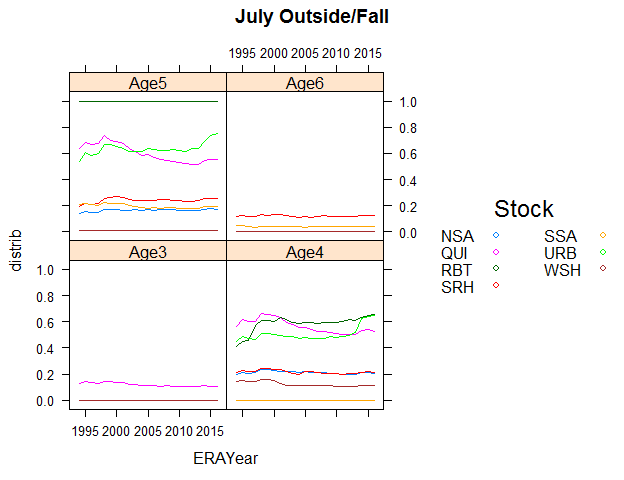 July Outside/Fall
1995 2000 2005 2010 2015
Age5 Age6
1.0
0.8
0.6
0.4
0.2
0.0
Age3 Age4
1.0
0.8
0.6
0.4
0.2
0.0
1995 2000 2005 2010 2015
distrib
ERAYear
Stock
NSA SSA
QUI URB
RBT WSH
SRH